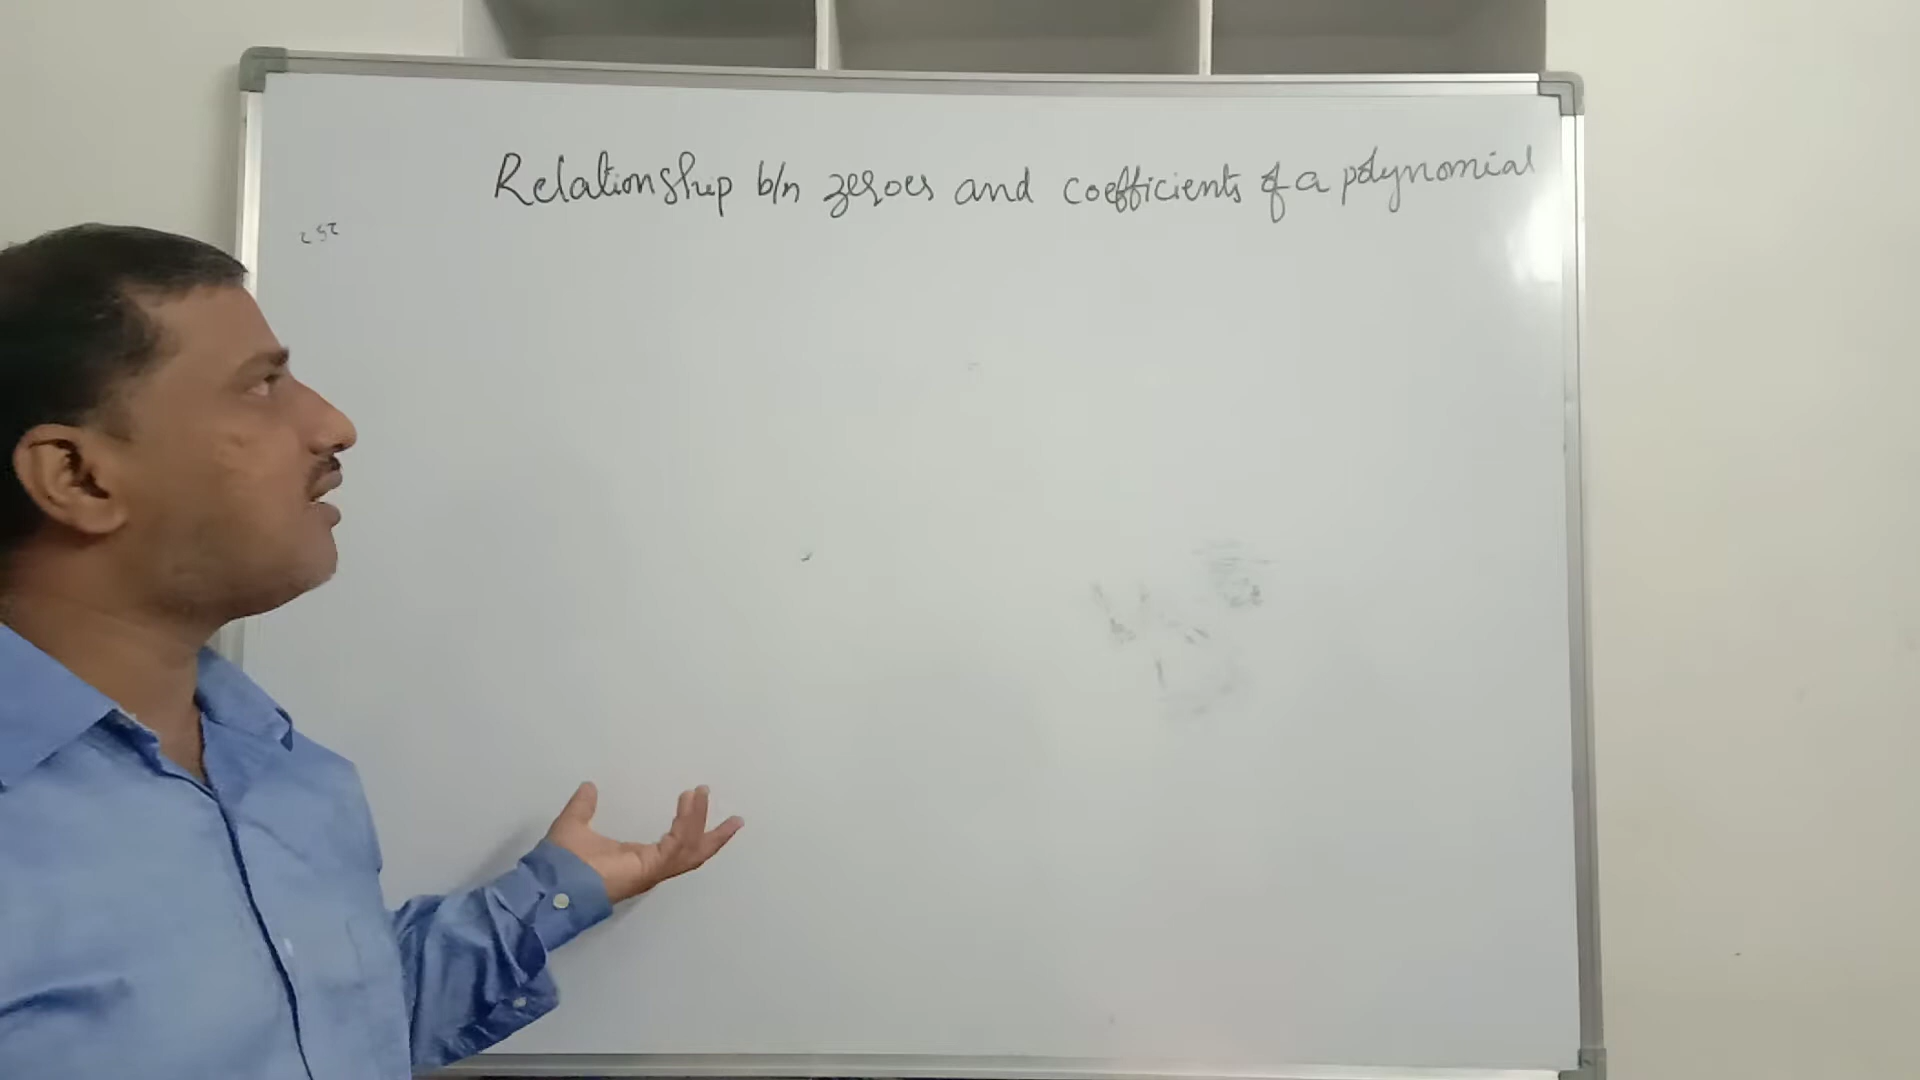 Relationship b/n zeroes and coefficients of a polynomial